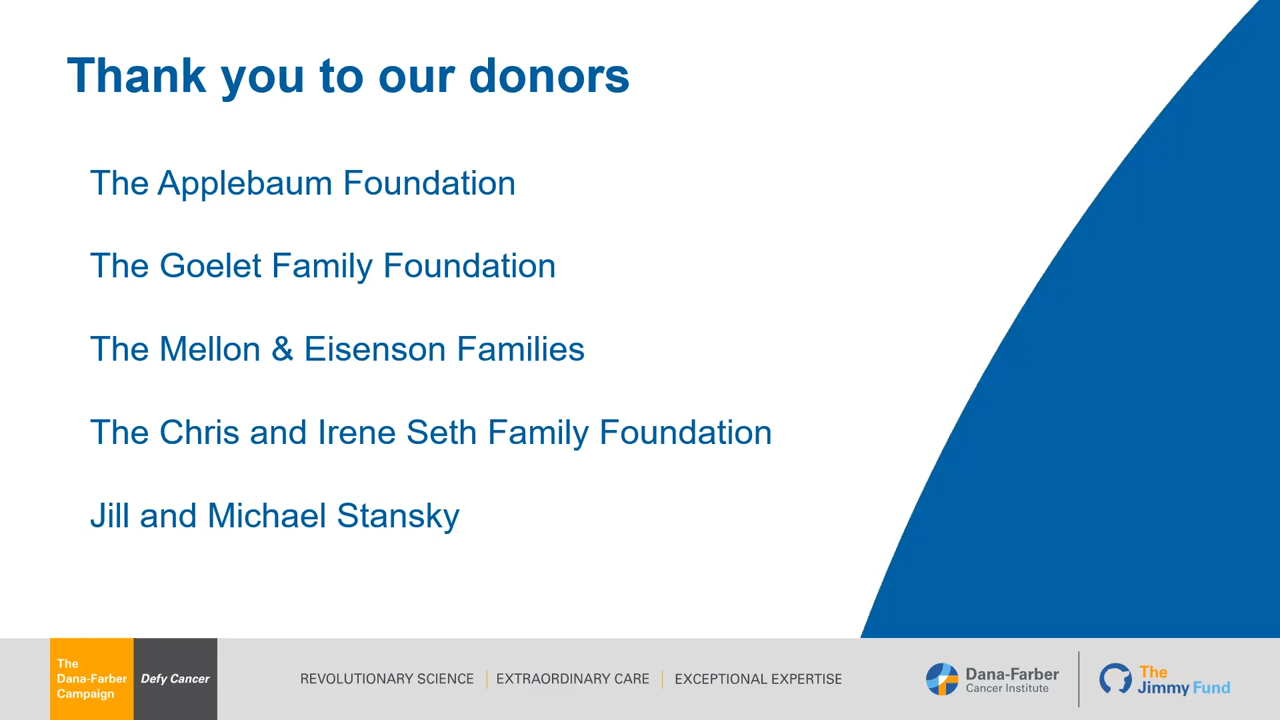 Thank you to our donors
The Applebaum Foundation
The Goelet Family Foundation
The Mellon & Eisenson Families
The Chris and Irene Seth Family Foundation
Jill and Michael Stansky
The
Dana-Farber
Campaign
Defy Cancer
REVOLUTIONARY SCIENCE | EXTRAORDINARY CARE | EXCEPTIONAL EXPERTISE
Dana-Farber
Cancer Institute
The
Jimmy Fund